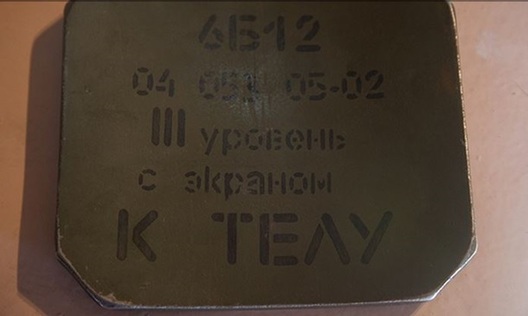 6Б12
04 05-02
III уровень
с экраном
К ТЕЛУ